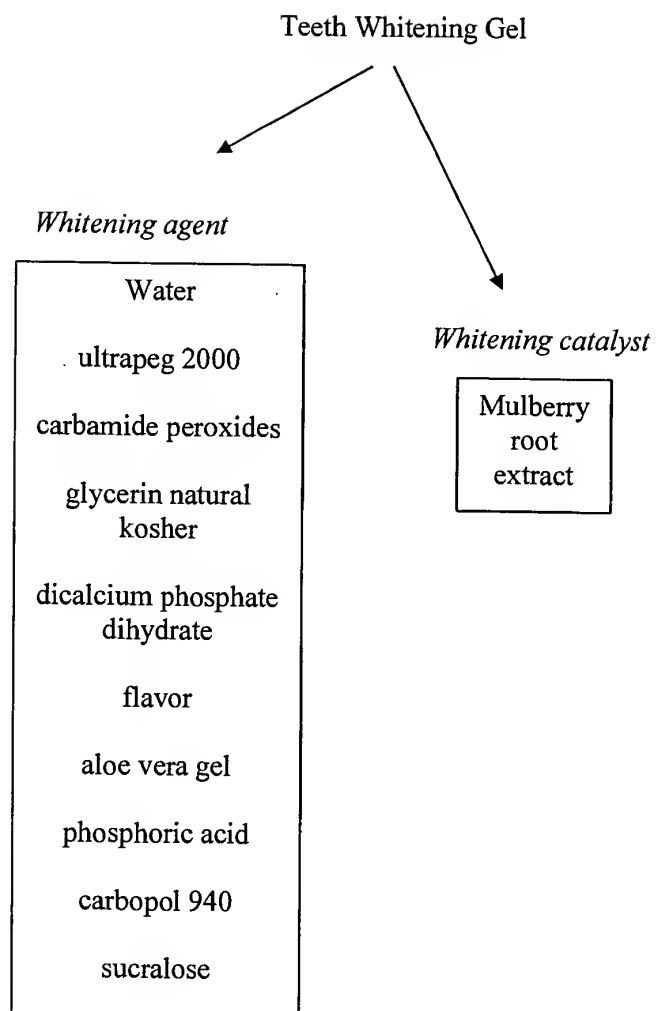 Teeth Whitening Gel
Whitening agent
Water
ultrapeg 2000
carbamide peroxides
glycerin natural
kosher
dicalcium phosphate
dihydrate
flavor
aloe vera gel
phosphoric acid
carbopol 940
sucralose
Whitening catalyst
Mulberry
root
extract